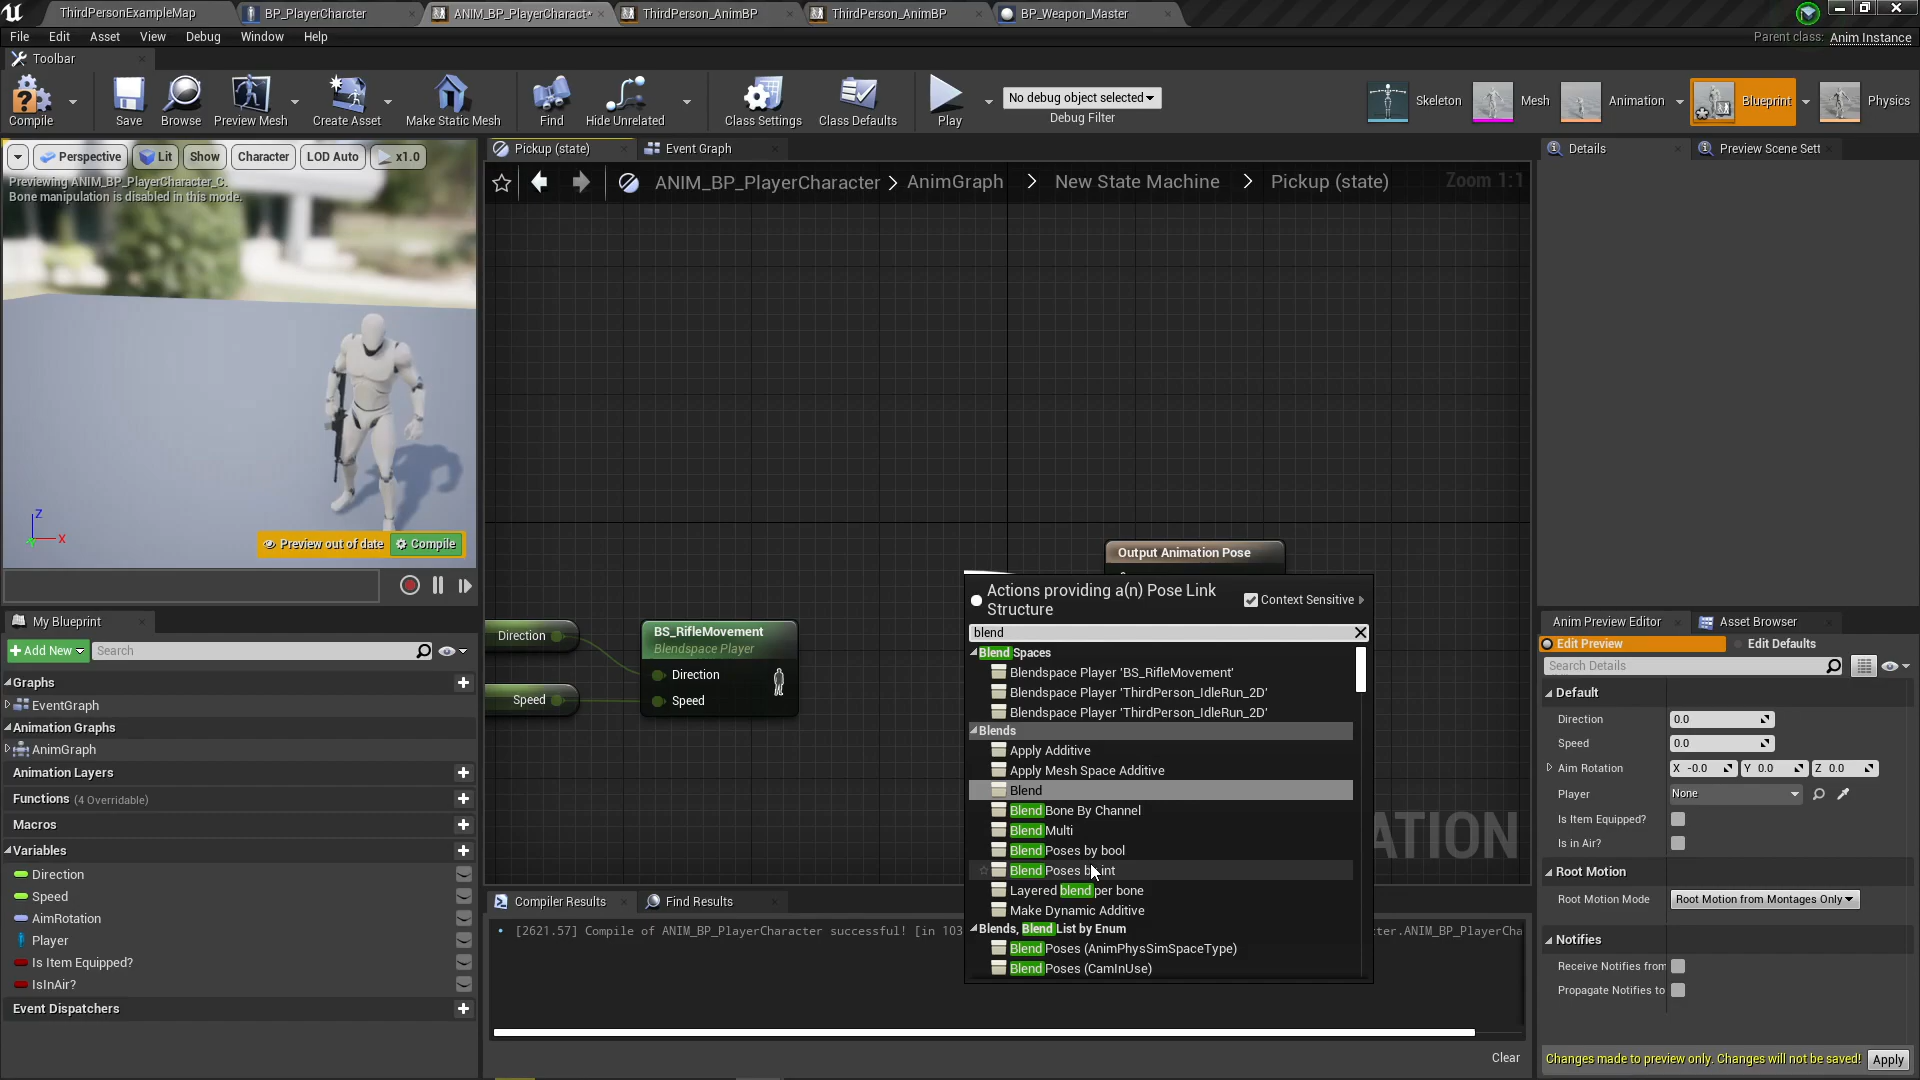 ThirdPersonExampleMap
BP_PlayerCharcter
ANIM_BP_PlayerCharact*
ThirdPerson_AnimBP
ThirdPerson_AnimBP
BP_Weapon_Master
File Edit Asset View Debug Window Help
Parent class: Anim Instance
Toolbar
Compile
Save
Browse
Preview Mesh
Create Asset
Make Static Mesh
Find
Hide Unrelated
Class Settings
Class Defaults
Play
No debug object selected
Debug Filter
Skeleton
Mesh
Animation
Blueprint
Physics
Perspective
Lit
Show
Character
LOD Auto
x1.0
Previewing ANIM_BP_PlayerCharacter_C.
Bone manipulation is disabled in this mode.
Z
X
Preview out of date
Compile
Pickup (state)
Event Graph
ANIM_BP_PlayerCharacter > AnimGraph > New State Machine > Pickup (state)
Zoom 1:1
Direction
Speed
BS_RifleMovement
Blendspace Player
Direction
Speed
Output Animation Pose
Actions providing a(n) Pose Link
Structure
Context Sensitive
blend
Blend Spaces
Blendspace Player 'BS_RifleMovement'
Blendspace Player 'ThirdPerson_IdleRun_2D'
Blendspace Player 'ThirdPerson_IdleRun_2D'
Blends
Apply Additive
Apply Mesh Space Additive
Blend
Blend Bone By Channel
Blend Multi
Blend Poses by bool
Blend Poses by int
Layered blend per bone
Make Dynamic Additive
Blends, Blend List by Enum
Blend Poses (AnimPhysSimSpaceType)
Blend Poses (CamInUse)
ATION
Compiler Results
Find Results
[2621.57] Compile of ANIM_BP_PlayerCharacter successful! [in 103
cter.ANIM_BP_PlayerCha
Clear
My Blueprint
Add New
Search
Graphs
EventGraph
Animation Graphs
AnimGraph
Animation Layers
Functions (4 Overridable)
Macros
Variables
Direction
Speed
AimRotation
Player
Is Item Equipped?
IsInAir?
Event Dispatchers
Details
Preview Scene Sett
Anim Preview Editor
Asset Browser
Edit Preview
Edit Defaults
Search Details
Default
Direction 0.0
Speed 0.0
Aim Rotation X -0.0 Y 0.0 Z 0.0
Player None
Is Item Equipped?
Is in Air?
Root Motion
Root Motion Mode Root Motion from Montages Only
Notifies
Receive Notifies from
Propagate Notifies to
Changes made to preview only. Changes will not be saved!
Apply